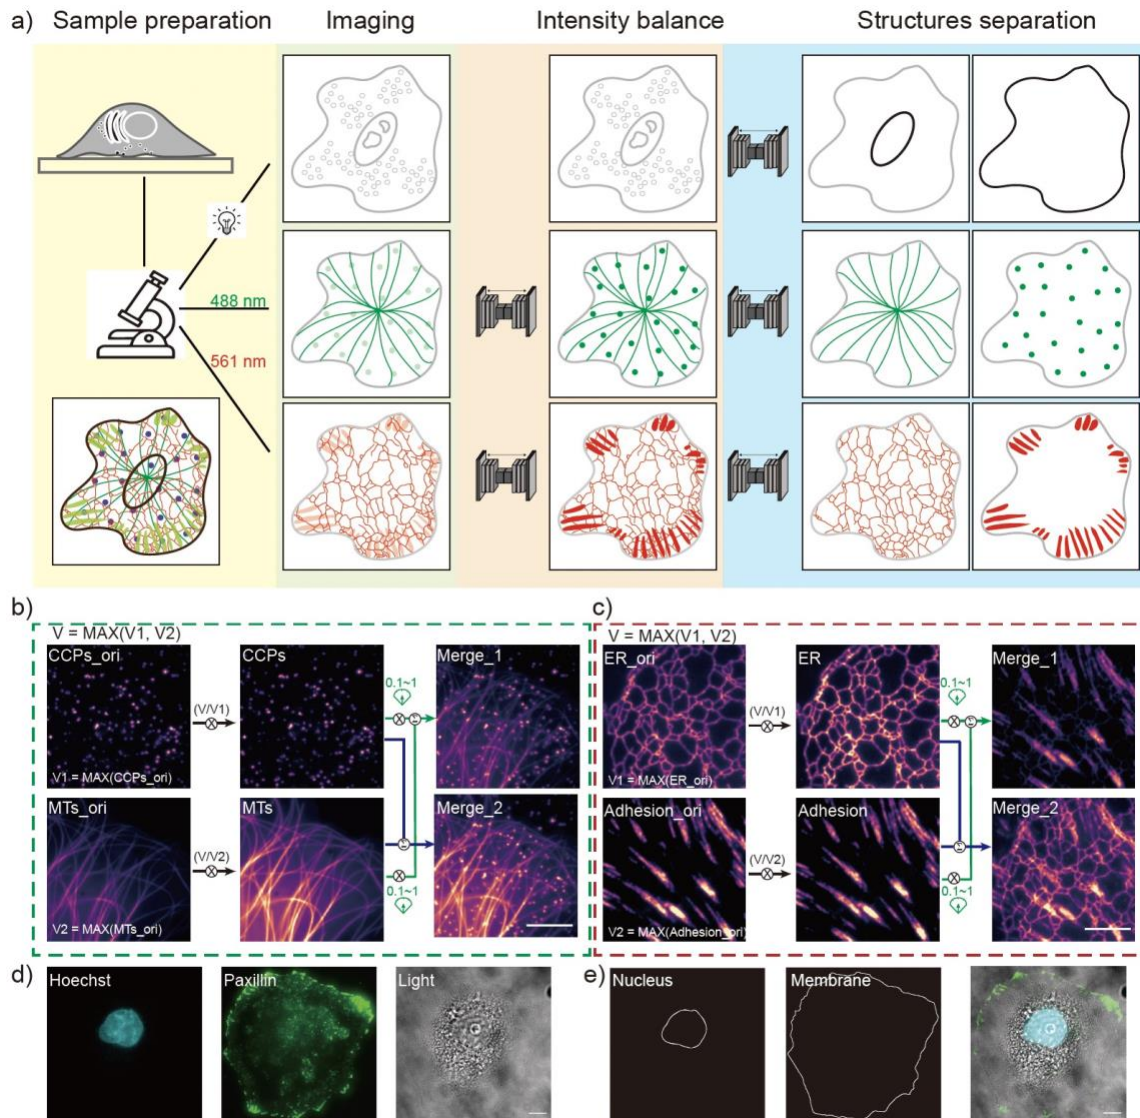 a)
Sample preparation
Imaging
Intensity balance
Structures separation
488 nm
561 nm
b)
V = MAX(V1, V2)
CCPs_ori
V1 = MAX(CCPs_ori)
(V/V1)
CCPs
0.1~1
Merge_1
MTs_ori
V2 = MAX(MTs_ori)
(V/V2)
MTs
0.1~1
Merge_2
c)
V = MAX(V1, V2)
ER_ori
V1 = MAX(ER_ori)
(V/V1)
ER
0.1~1
Merge_1
Adhesion_ori
V2 = MAX(Adhesion_ori)
(V/V2)
Adhesion
0.1~1
Merge_2
d)
Hoechst
Paxillin
Light
e)
Nucleus
Membrane